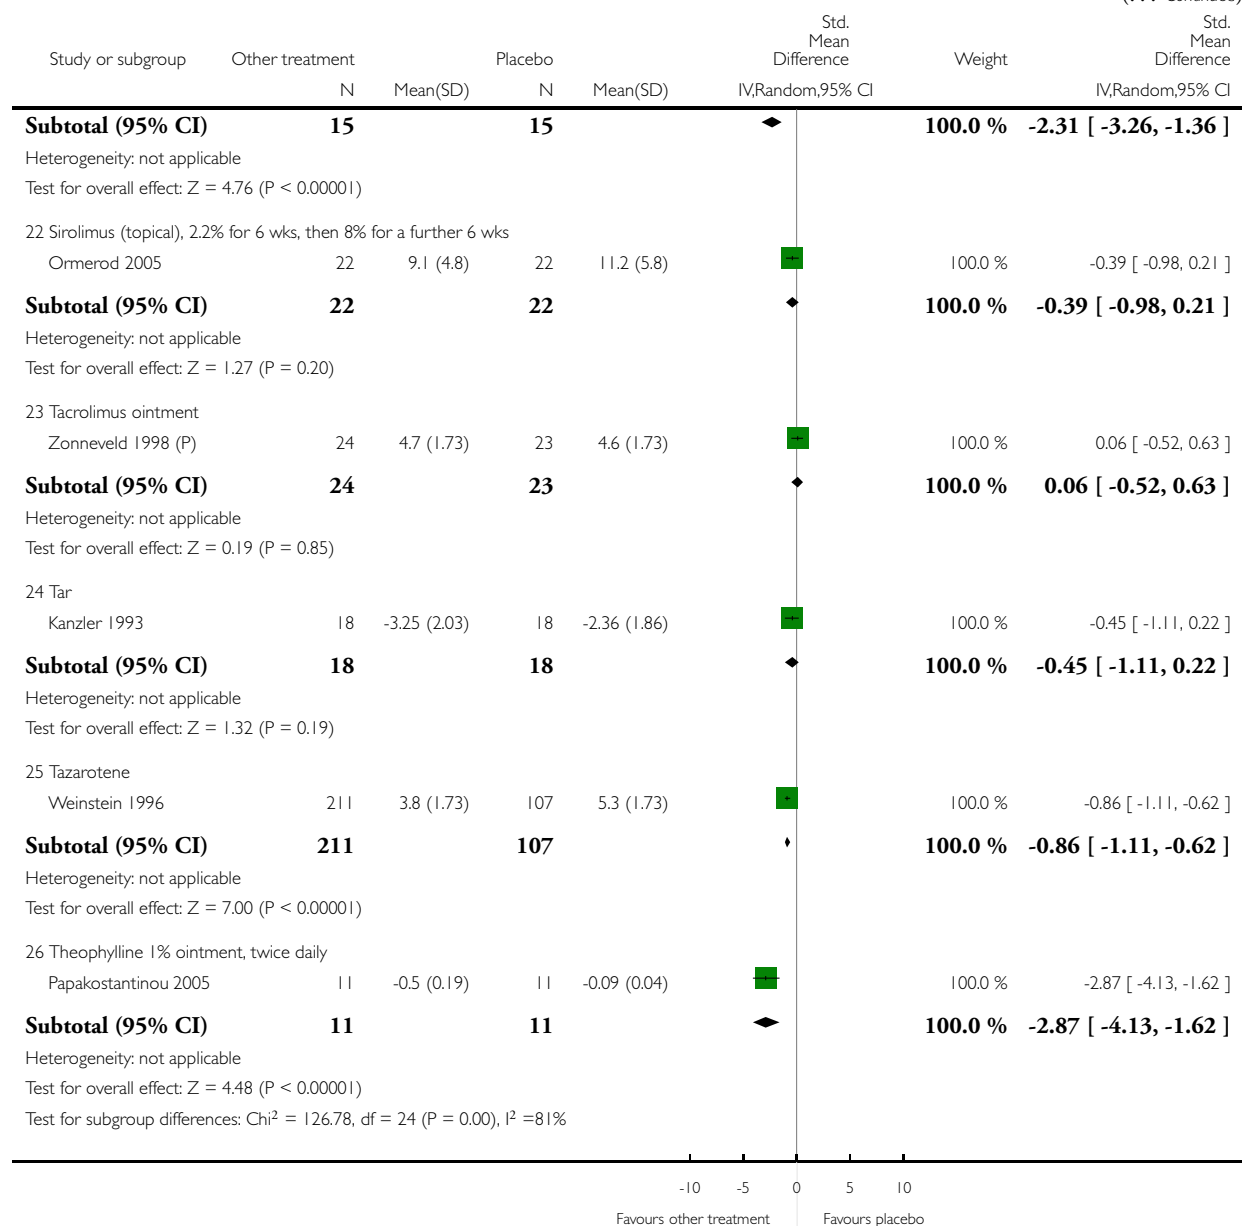 Continued)
Std.
Mean
Difference
Std.
Mean
Difference
Study or subgroup Other treatment Placebo Weight
N Mean(SD) N Mean(SD) IV,Random,95% CI IV,Random,95% CI
Subtotal (95% CI) 15 15 100.0 % -2.31 [ -3.26, -1.36 ]
Heterogeneity: not applicable
Test for overall effect: Z = 4.76 (P < 0.00001)
22 Sirolimus (topical), 2.2% for 6 wks, then 8% for a further 6 wks
Ormerod 2005 22 9.1 (4.8) 22 11.2 (5.8) 100.0 % -0.39 [ -0.98, 0.21 ]
Subtotal (95% CI) 22 22 100.0 % -0.39 [ -0.98, 0.21 ]
Heterogeneity: not applicable
Test for overall effect: Z = 1.27 (P = 0.20)
23 Tacrolimus ointment
Zonneveld 1998 (P) 24 4.7 (1.73) 23 4.6 (1.73) 100.0 % 0.06 [ -0.52, 0.63 ]
Subtotal (95% CI) 24 23 100.0 % 0.06 [ -0.52, 0.63 ]
Heterogeneity: not applicable
Test for overall effect: Z = 0.19 (P = 0.85)
24 Tar
Kanzler 1993 18 -3.25 (2.03) 18 -2.36 (1.86) 100.0 % -0.45 [ -1.11, 0.22 ]
Subtotal (95% CI) 18 18 100.0 % -0.45 [ -1.11, 0.22 ]
Heterogeneity: not applicable
Test for overall effect: Z = 1.32 (P = 0.19)
25 Tazarotene
Weinstein 1996 211 3.8 (1.73) 107 5.3 (1.73) 100.0 % -0.86 [ -1.11, -0.62 ]
Subtotal (95% CI) 211 107 100.0 % -0.86 [ -1.11, -0.62 ]
Heterogeneity: not applicable
Test for overall effect: Z = 7.00 (P < 0.00001)
26 Theophylline 1% ointment, twice daily
Papakostantinou 2005 11 -0.5 (0.19) 11 -0.09 (0.04) 100.0 % -2.87 [ -4.13, -1.62 ]
Subtotal (95% CI) 11 11 100.0 % -2.87 [ -4.13, -1.62 ]
Heterogeneity: not applicable
Test for overall effect: Z = 4.48 (P < 0.00001)
Test for subgroup differences: Chi² = 126.78, df = 24 (P = 0.00), I² =81%
-10 -5 0 5 10
Favours other treatment Favours placebo